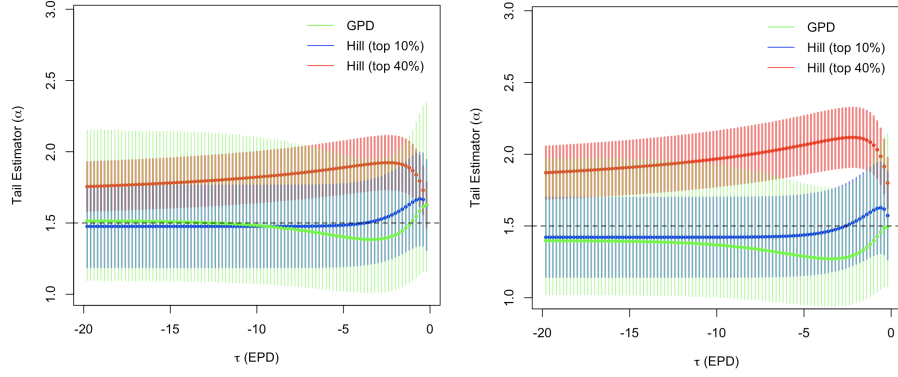 Tail Estimator (α)
3.0
2.5
2.0
1.5
1.0
GPD
Hill (top 10%)
Hill (top 40%)
-20
-15
-10
-5
0
τ (EPD)
Tail Estimator (α)
3.0
2.5
2.0
1.5
1.0
GPD
Hill (top 10%)
Hill (top 40%)
-20
-15
-10
-5
0
τ (EPD)